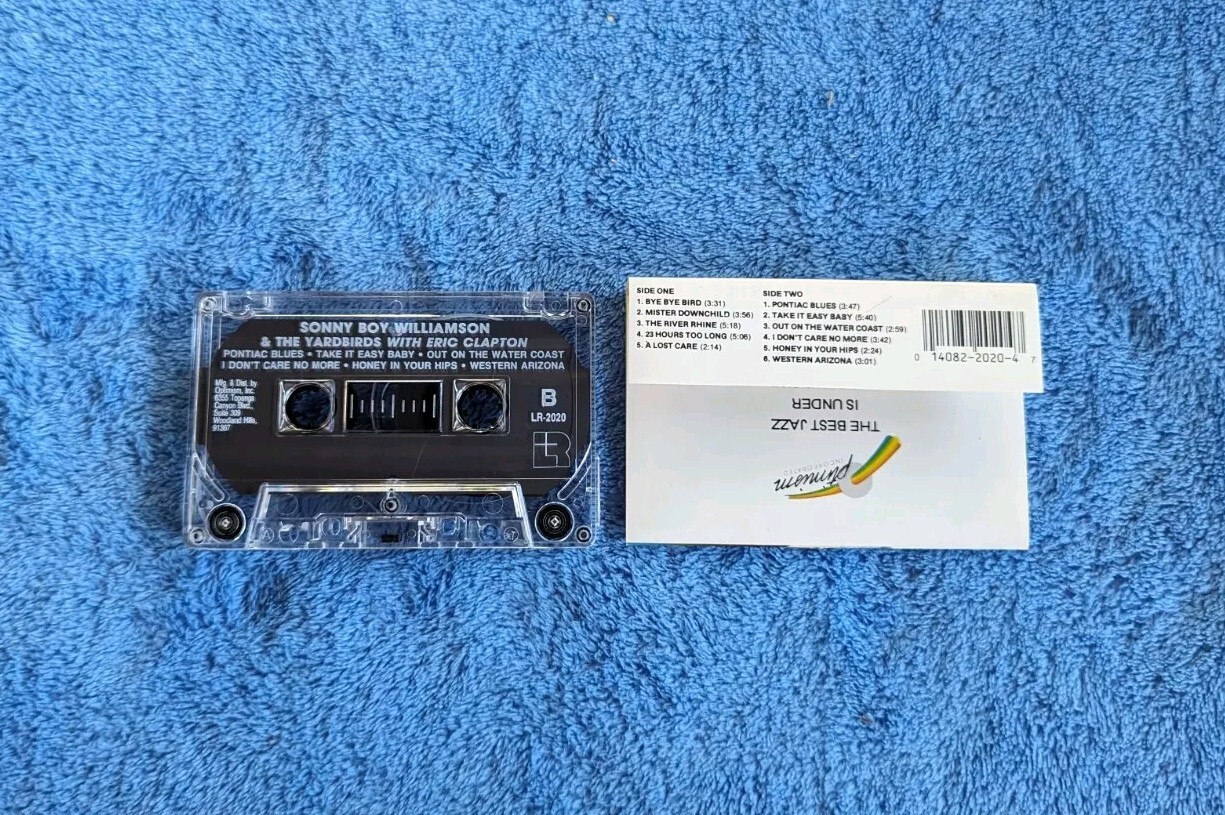 SONNY BOY WILLIAMSON
& THE YARDBIRDS WITH ERIC CLAPTON
PONTIAC BLUES • TAKE IT EASY BABY • OUT ON THE WATER COAST
I DON'T CARE NO MORE • HONEY IN YOUR HIPS • WESTERN ARIZONA
Mfg. & Dist. by
Optimism, Inc.
6355 Topanga
Canyon Blvd.,
Suite 309
Woodland Hills,
91367
B
LR-2020
LR
SIDE ONE
1. BYE BYE BIRD (3:31)
2. MISTER DOWNCHILD (3:56)
3. THE RIVER RHINE (5:18)
4. 23 HOURS TOO LONG (5:06)
5. A LOST CARE (2:14)
SIDE TWO
1. PONTIAC BLUES (3:47)
2. TAKE IT EASY BABY (5:40)
3. OUT ON THE WATER COAST (2:59)
4. I DON'T CARE NO MORE (3:42)
5. HONEY IN YOUR HIPS (2:24)
6. WESTERN ARIZONA (3:01)
0 14082-2020-4 7
THE BEST JAZZ
IS UNDER
ptimism
INCORPORATED